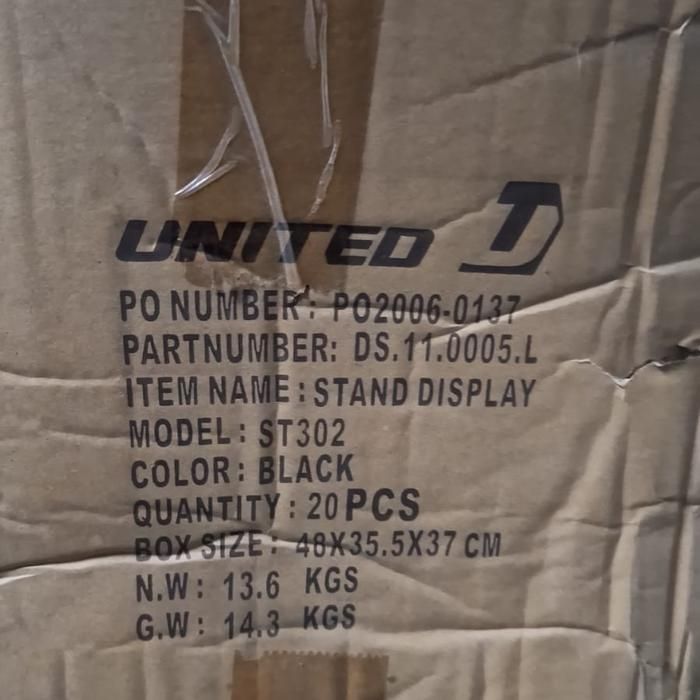 UNITED
PO NUMBER: PO2006-0137
PARTNUMBER: DS.11.0005.L
ITEM NAME: STAND DISPLAY
MODEL: ST302
COLOR: BLACK
QUANTITY: 20PCS
BOX SIZE: 48X35.5X37 CM
N.W: 13.6 KGS
G.W: 14.3 KGS